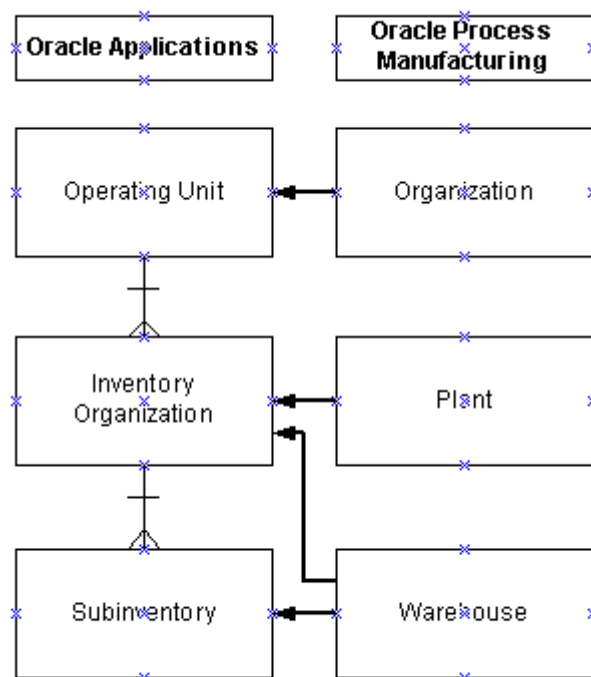 Oracle Applications
Oracle Process
Manufacturing
Operating Unit
Organization
Inventory
Organization
Plant
Subinventory
Warehouse